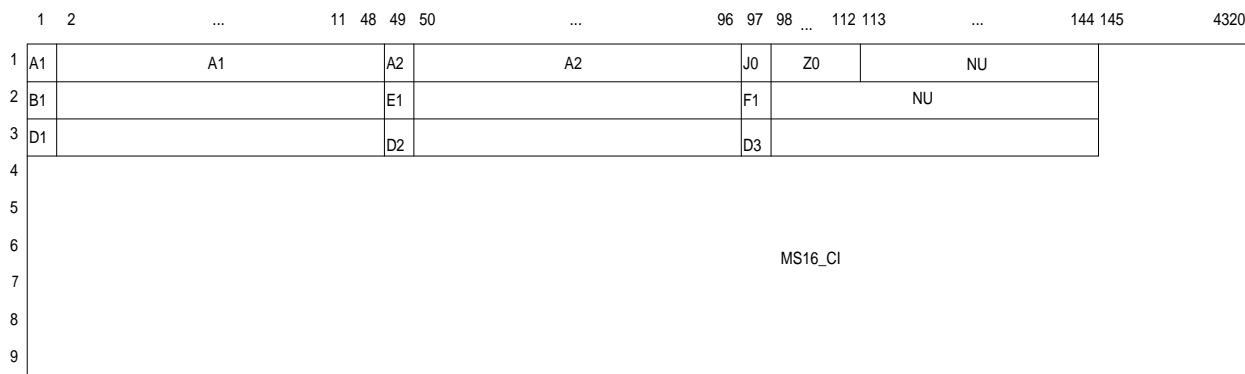 1 2 ... 11 48 49 50 ... 96 97 98 ... 112 113 ... 144 145 4320
1 A1 A1 A2 A2 J0 Z0 NU
2 B1 E1 F1 NU
3 D1 D2 D3
4
5
6 MS16_CI
7
8
9